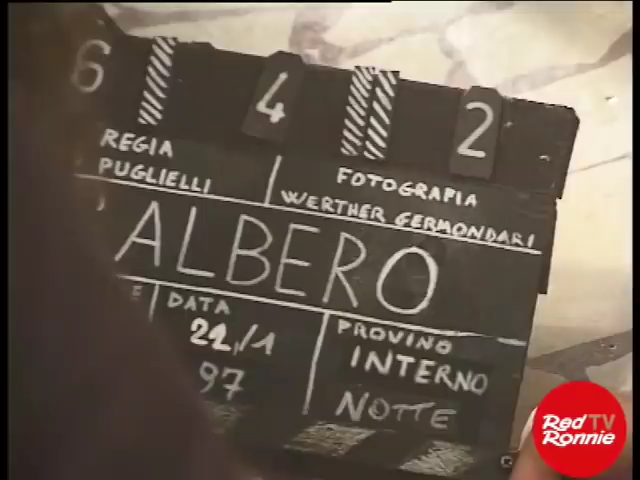 6 4 2
REGIA
PUGLIELLI
FOTOGRAFIA
WERTHER GERMONDARI
ALBERO
DATA
22/1
97
PROVINO
INTERNO
NOTTE
Red TV
Ronnie